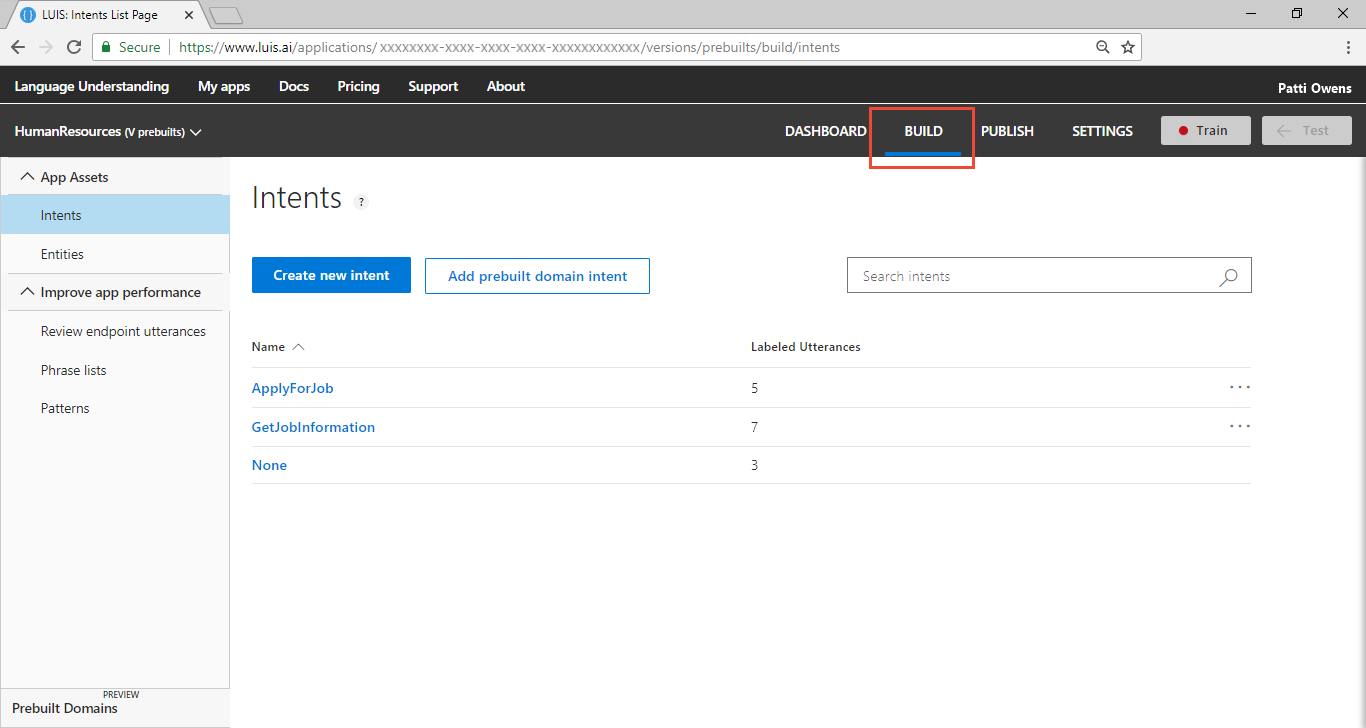 LUIS: Intents List Page
Secure https://www.luis.ai/applications/ xxxxxxxx-xxxx-xxxx-xxxx-xxxxxxxxxxxx/versions/prebuilts/build/intents
Language Understanding My apps Docs Pricing Support About Patti Owens
HumanResources (V prebuilts) DASHBOARD BUILD PUBLISH SETTINGS Train Test
App Assets
Intents
Entities
Improve app performance
Review endpoint utterances
Phrase lists
Patterns
PREVIEW
Prebuilt Domains
Intents ?
Create new intent Add prebuilt domain intent Search intents
Name Labeled Utterances
ApplyForJob 5 ...
GetJobInformation 7 ...
None 3